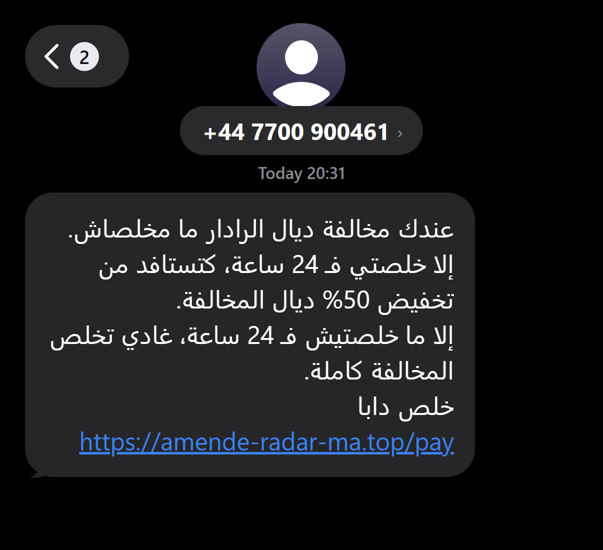 2
+44 7700 900461 ›
Today 20:31
عندك مخالفة ديال الرادار ما مخلصاش.
إلا خلصتي فـ 24 ساعة، كتستافد من
تخفيض 50% ديال المخالفة.
إلا ما خلصتيش فـ 24 ساعة، غادي تخلص
المخالفة كاملة.
خلص دابا
https://amende-radar-ma.top/pay